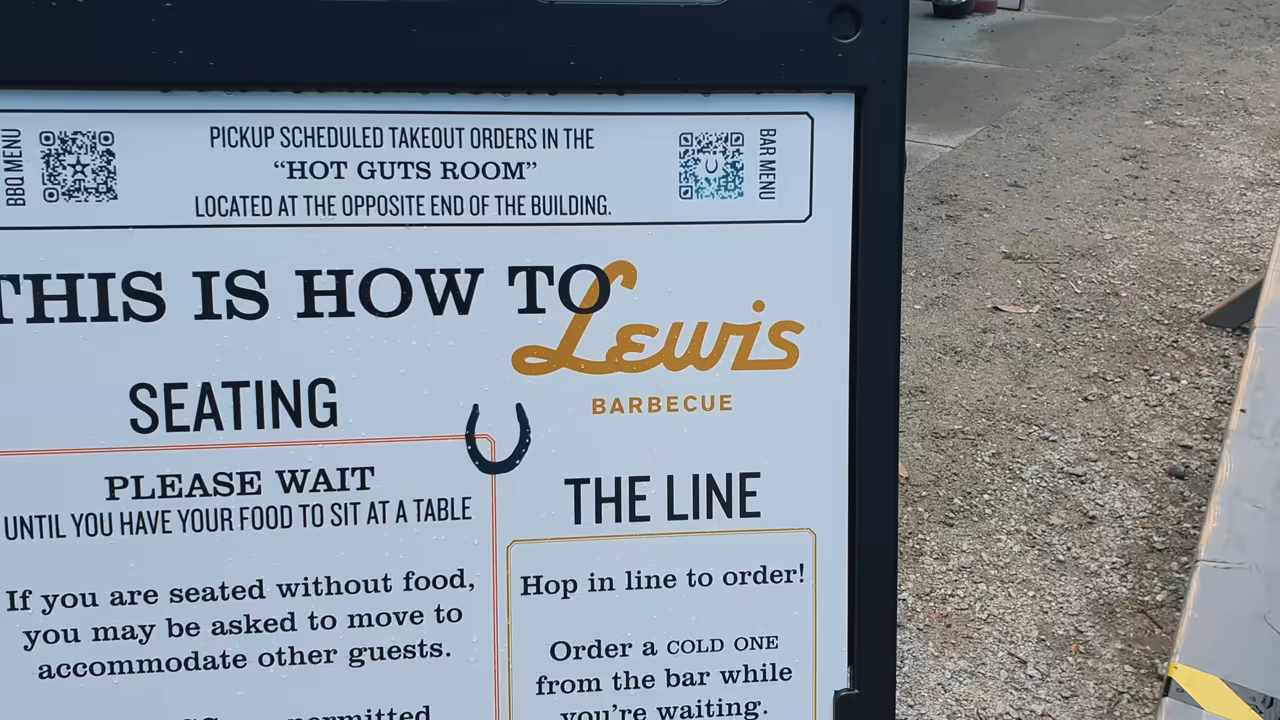 BBQ MENU
PICKUP SCHEDULED TAKEOUT ORDERS IN THE
“HOT GUTS ROOM”
LOCATED AT THE OPPOSITE END OF THE BUILDING.
BAR MENU
THIS IS HOW TO
Lewis
BARBECUE
SEATING
PLEASE WAIT
UNTIL YOU HAVE YOUR FOOD TO SIT AT A TABLE
If you are seated without food,
you may be asked to move to
accommodate other guests.
permitted
THE LINE
Hop in line to order!
Order a COLD ONE
from the bar while
you’re waiting.